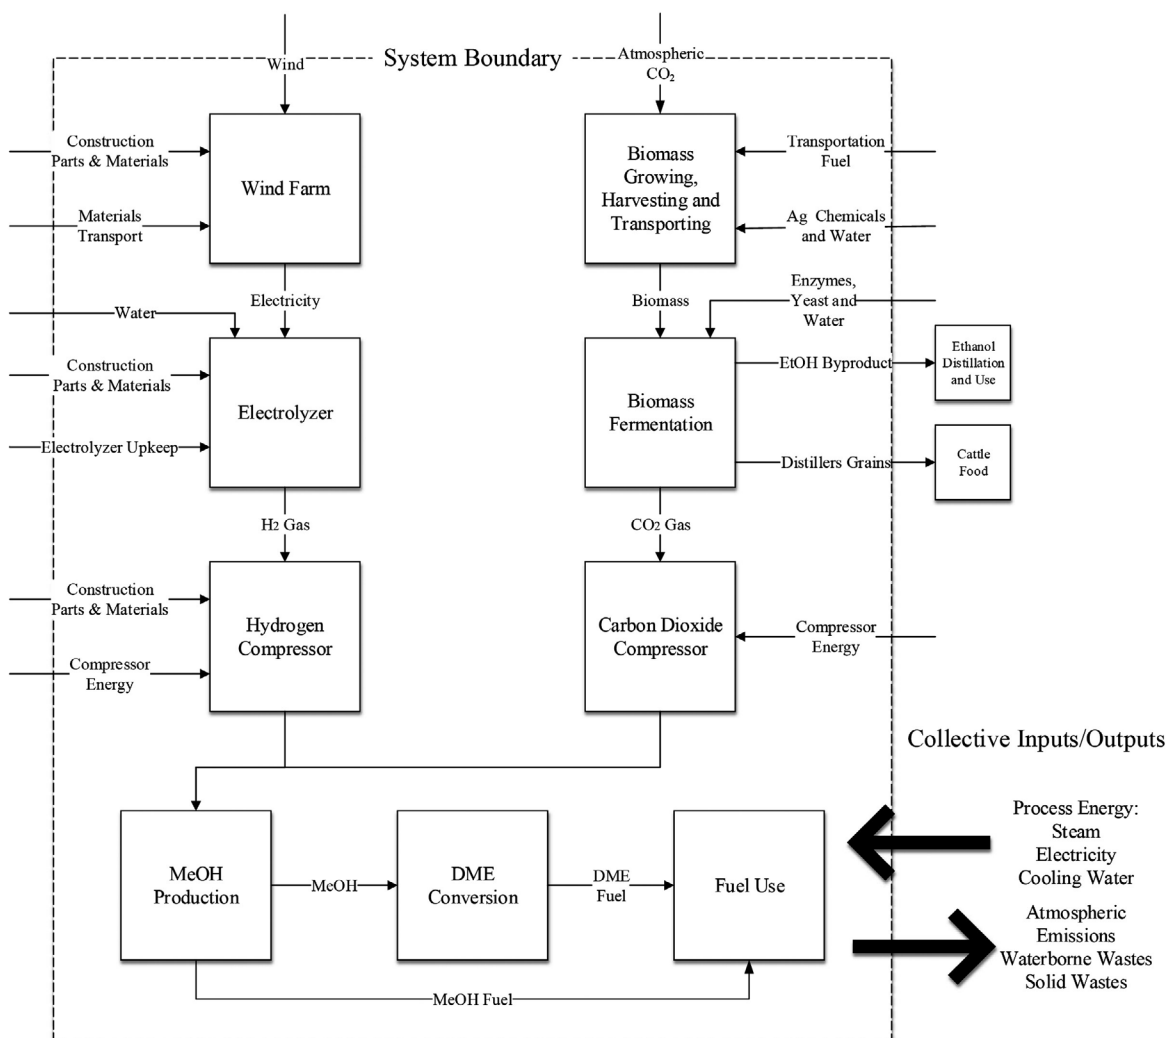 System Boundary
Wind
Atmospheric
CO₂
Construction
Parts & Materials
Wind Farm
Materials
Transport
Biomass
Growing,
Harvesting and
Transporting
Transportation
Fuel
Ag Chemicals
and Water
Electricity
Water
Biomass
Enzymes,
Yeast and
Water
Construction
Parts & Materials
Electrolyzer
Electrolyzer Upkeep
Biomass
Fermentation
EtOH Byproduct
Ethanol
Distillation
and Use
Distillers Grains
Cattle
Food
H2 Gas
CO2 Gas
Construction
Parts & Materials
Hydrogen
Compressor
Compressor
Energy
Carbon Dioxide
Compressor
Compressor
Energy
Collective Inputs/Outputs
MeOH
Production
MeOH
DME
Conversion
DME
Fuel
Fuel Use
MeOH Fuel
Process Energy:
Steam
Electricity
Cooling Water
Atmospheric
Emissions
Waterborne Wastes
Solid Wastes